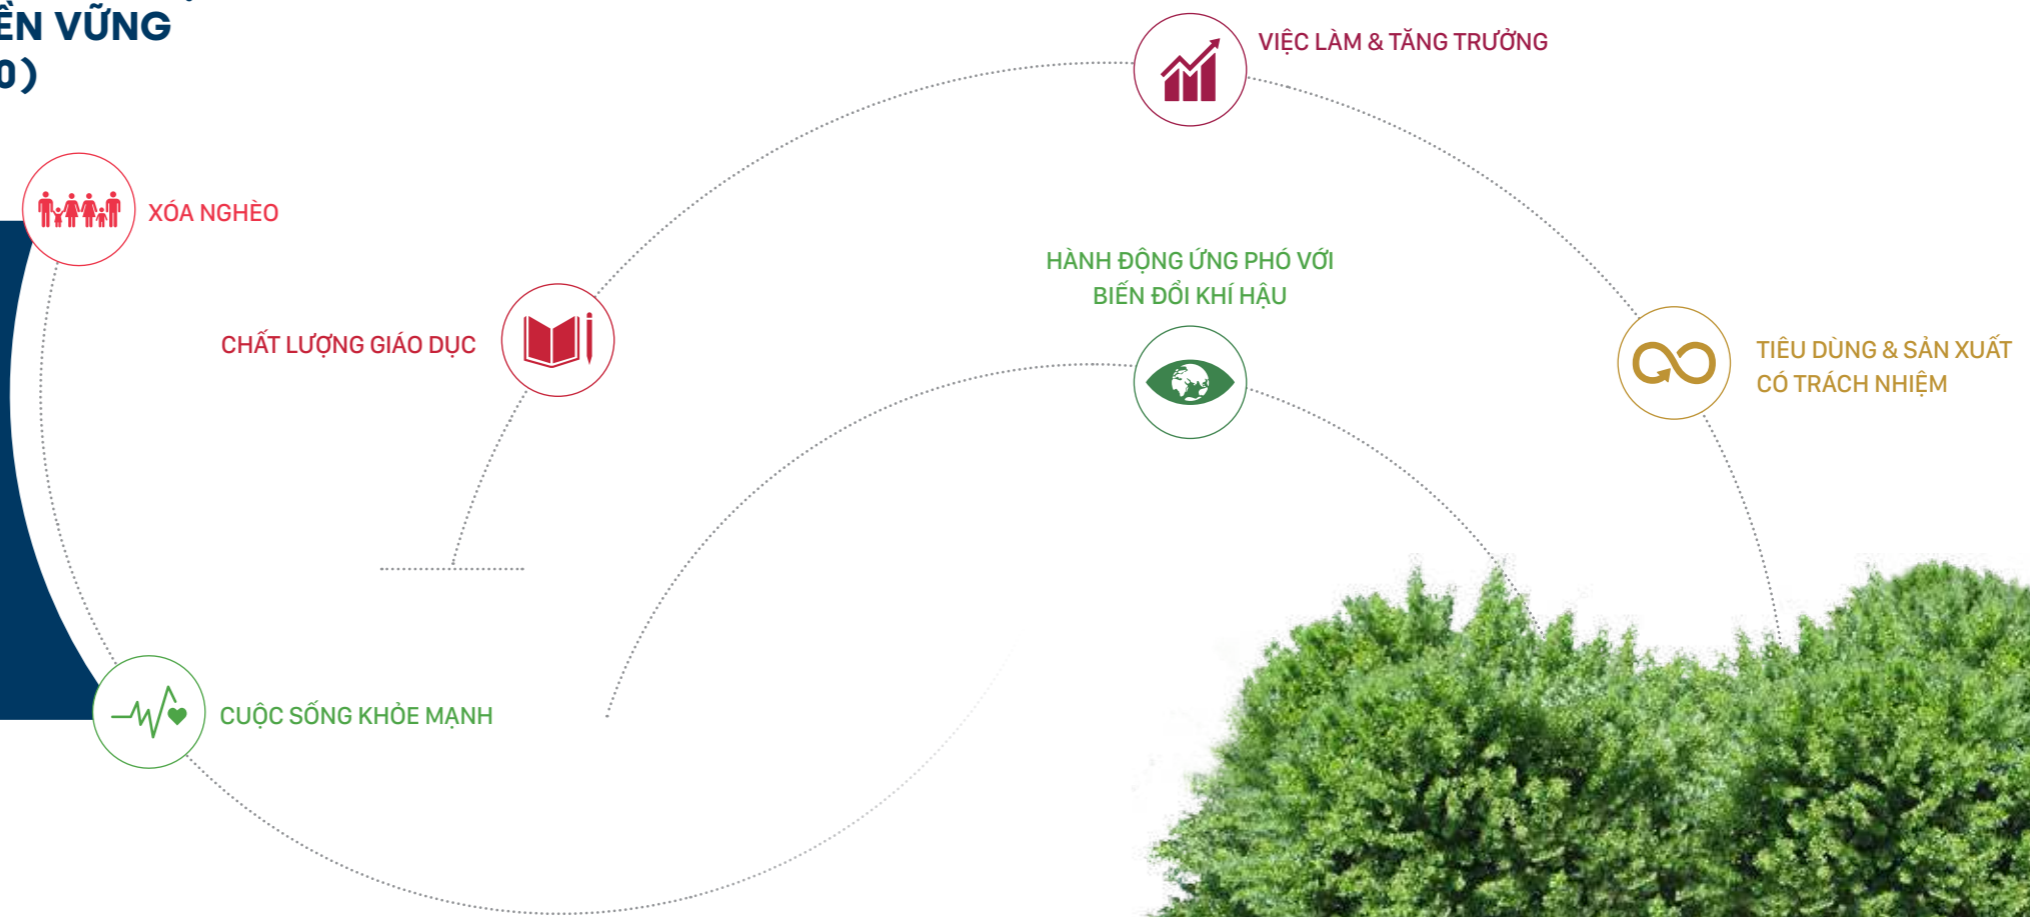 ỀN VỮNG
0)
VIỆC LÀM & TĂNG TRƯỞNG
XÓA NGHÈO
HÀNH ĐỘNG ỨNG PHÓ VỚI
BIẾN ĐỔI KHÍ HẬU
CHẤT LƯỢNG GIÁO DỤC
TIÊU DÙNG & SẢN XUẤT
CÓ TRÁCH NHIỆM
CUỘC SỐNG KHỎE MẠNH